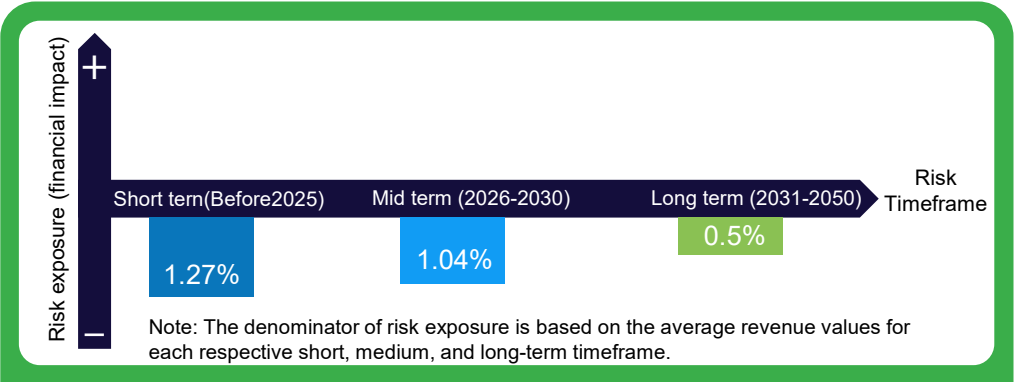 Risk exposure (financial impact)
+
−
Short tern(Before2025)
Mid term (2026-2030)
Long term (2031-2050)
Risk
Timeframe
1.27%
1.04%
0.5%
Note: The denominator of risk exposure is based on the average revenue values for
each respective short, medium, and long-term timeframe.